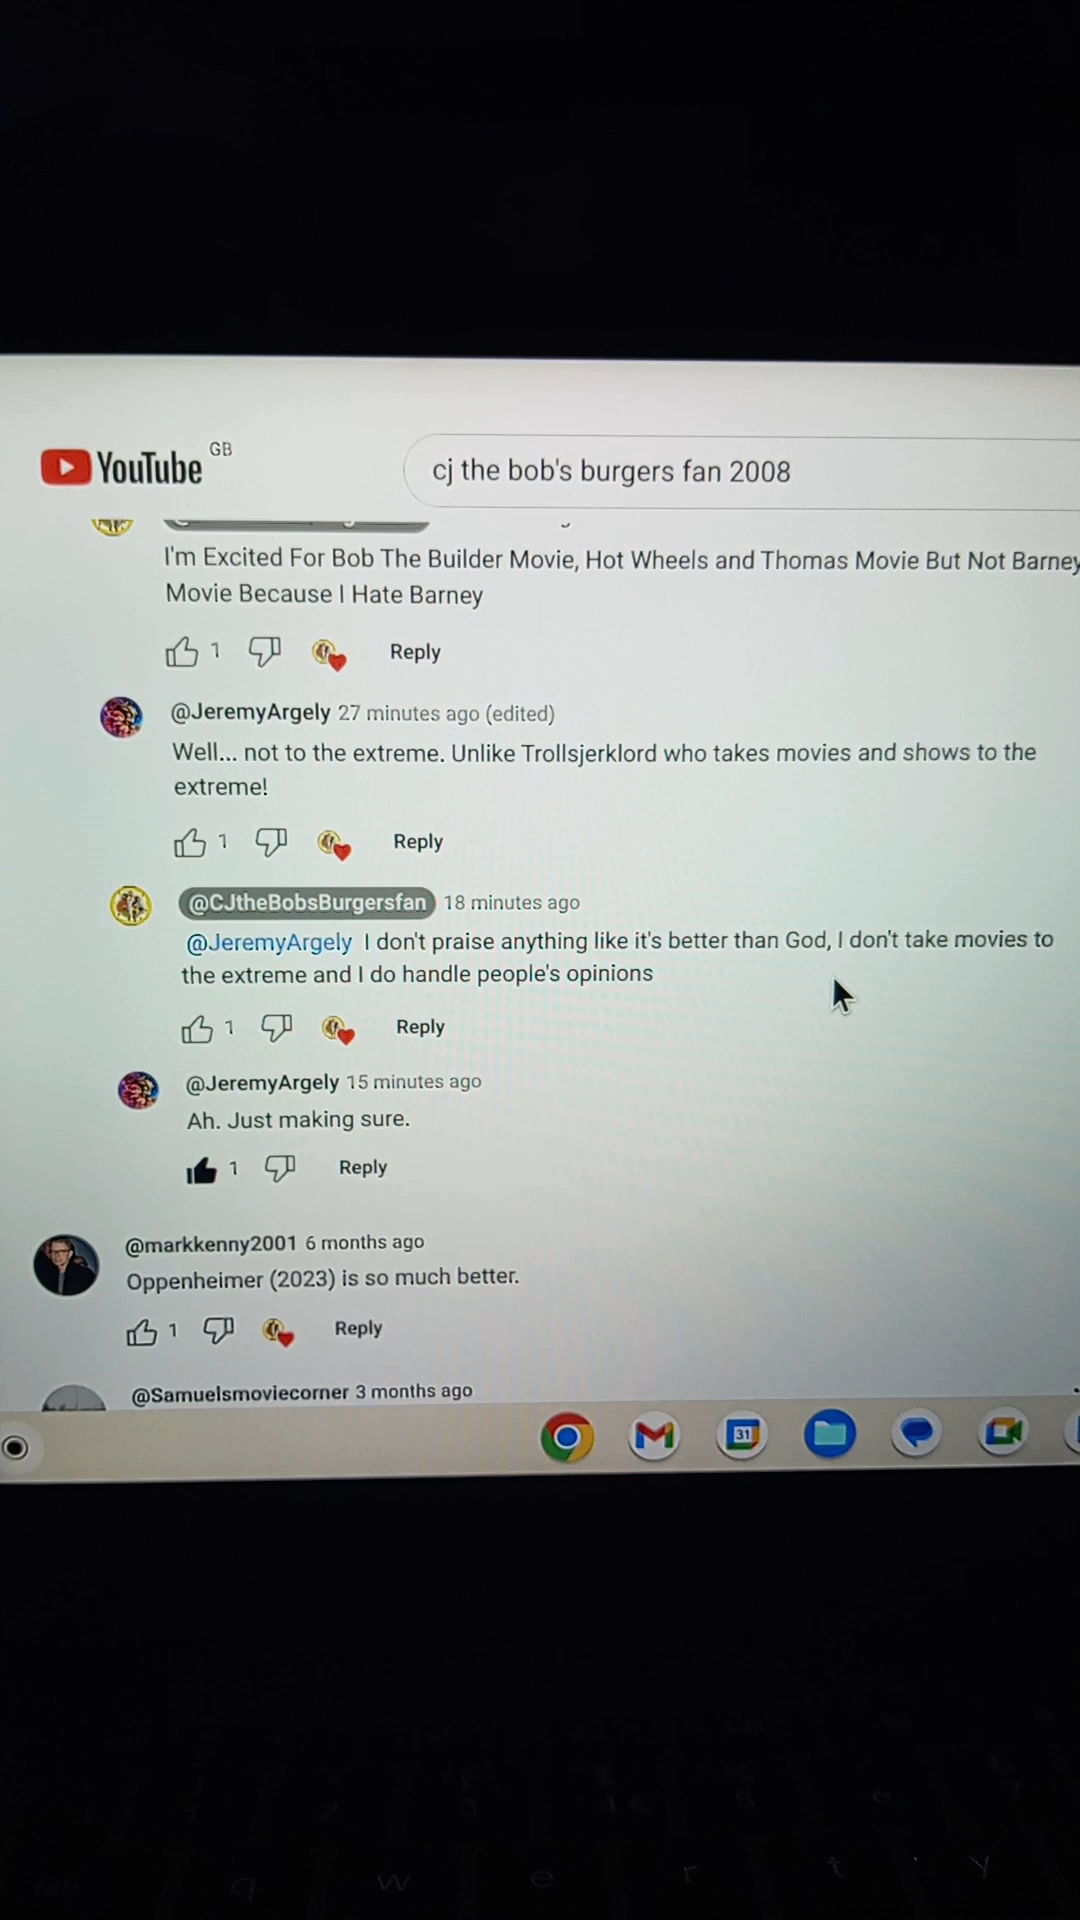 YouTube GB
cj the bob's burgers fan 2008
I'm Excited For Bob The Builder Movie, Hot Wheels and Thomas Movie But Not Barney
Movie Because I Hate Barney
1 Reply
@JeremyArgely 27 minutes ago (edited)
Well... not to the extreme. Unlike Trollsjerklord who takes movies and shows to the
extreme!
1 Reply
@CJtheBobsBurgersfan 18 minutes ago
@JeremyArgely I don't praise anything like it's better than God, I don't take movies to
the extreme and I do handle people's opinions
1 Reply
@JeremyArgely 15 minutes ago
Ah. Just making sure.
1 Reply
@markkenny2001 6 months ago
Oppenheimer (2023) is so much better.
1 Reply
@Samuelsmoviecorner 3 months ago
31
q w e r t y